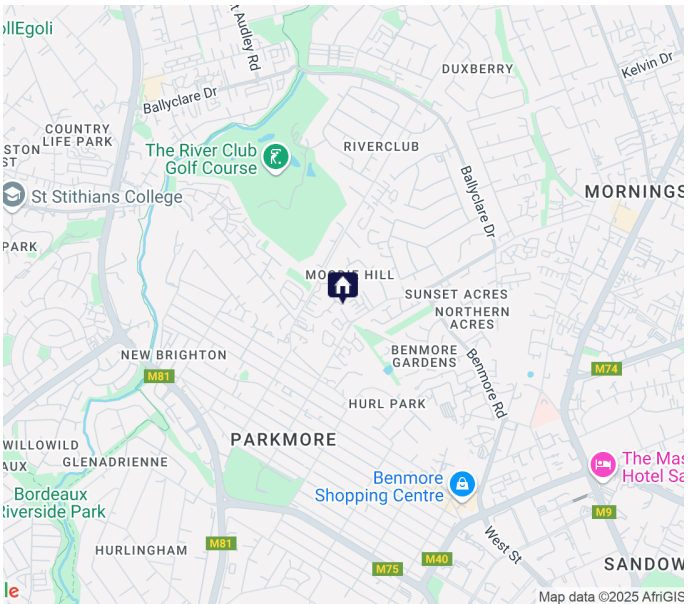 ollEgoli
t Audley Rd
DUXBERRY
Kelvin Dr
Ballyclare Dr
COUNTRY
LIFE PARK
STON
ST
The River Club
Golf Course
RIVERCLUB
St Stithians College
Ballyclare Dr
MORNINGS
PARK
MOODIE HILL
SUNSET ACRES
NORTHERN
ACRES
NEW BRIGHTON
BENMORE
GARDENS
M81
M74
Benmore Rd
HURL PARK
PARKMORE
WILLOWILD
AUX
GLENADRIENNE
The Mas
Hotel Sa
Benmore
Shopping Centre
Bordeaux
Riverside Park
M9
West St
HURLINGHAM
M81
M40
M75
SANDOW
le
Map data ©2025 AfriGIS